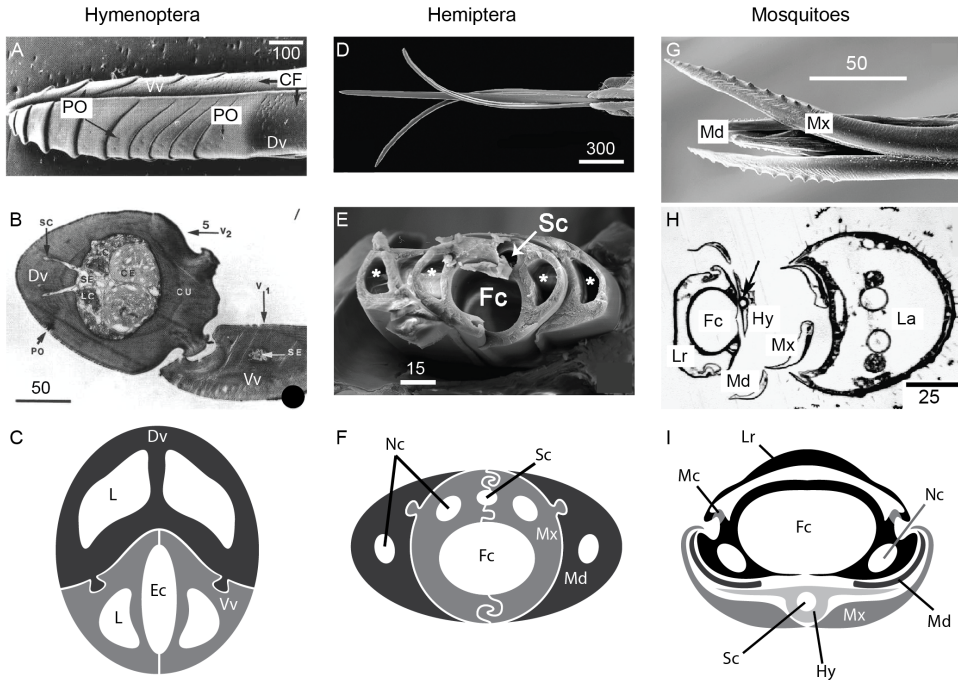 Hymenoptera
Hemiptera
Mosquitoes
A
100
CF
Vv
PO
PO
Dv
D
300
G
50
Mx
Md
B
SC
5
V2
Dv
SE
CE
LC
CU
V1
PO
SE
Vv
50
E
Sc
*
*
*
*
Fc
15
H
Fc
Hy
La
Lr
Mx
Md
25
C
Dv
L
Ec
Vv
L
F
Nc
Sc
Mx
Fc
Md
I
Lr
Mc
Nc
Fc
Mx
Md
Sc
Hy